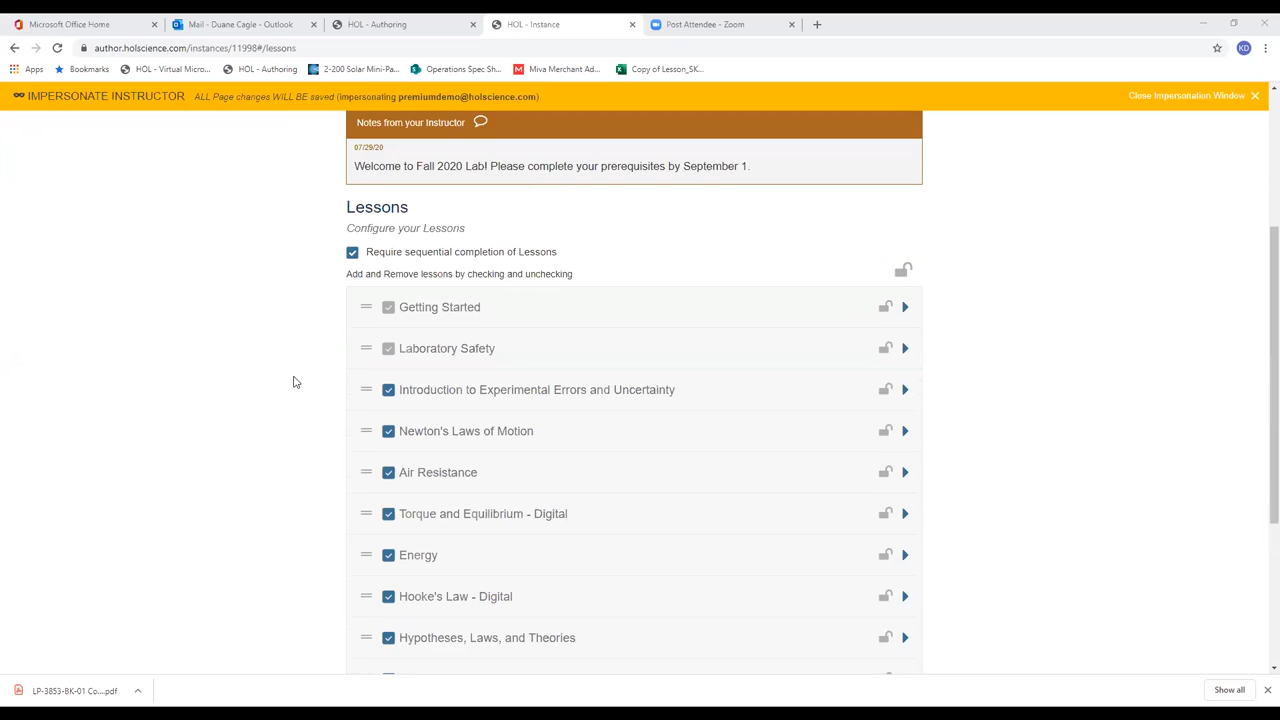 Microsoft Office Home
Mail - Duane Cagle - Outlook
HOL - Authoring
HOL - Instance
Post Attendee - Zoom
author.holscience.com/instances/11998#/lessons
KD
Apps
Bookmarks
HOL - Virtual Micro...
HOL - Authoring
2-200 Solar Mini-Pa...
Operations Spec Sh...
Miva Merchant Ad...
Copy of Lesson_SK...
IMPERSONATE INSTRUCTOR ALL Page changes WILL BE saved (impersonating premiumdemo@holscience.com)
Close Impersonation Window
Notes from your Instructor
07/29/20
Welcome to Fall 2020 Lab! Please complete your prerequisites by September 1.
Lessons
Configure your Lessons
Require sequential completion of Lessons
Add and Remove lessons by checking and unchecking
Getting Started
Laboratory Safety
Introduction to Experimental Errors and Uncertainty
Newton's Laws of Motion
Air Resistance
Torque and Equilibrium - Digital
Energy
Hooke's Law - Digital
Hypotheses, Laws, and Theories
LP-3853-BK-01 Co....pdf
Show all